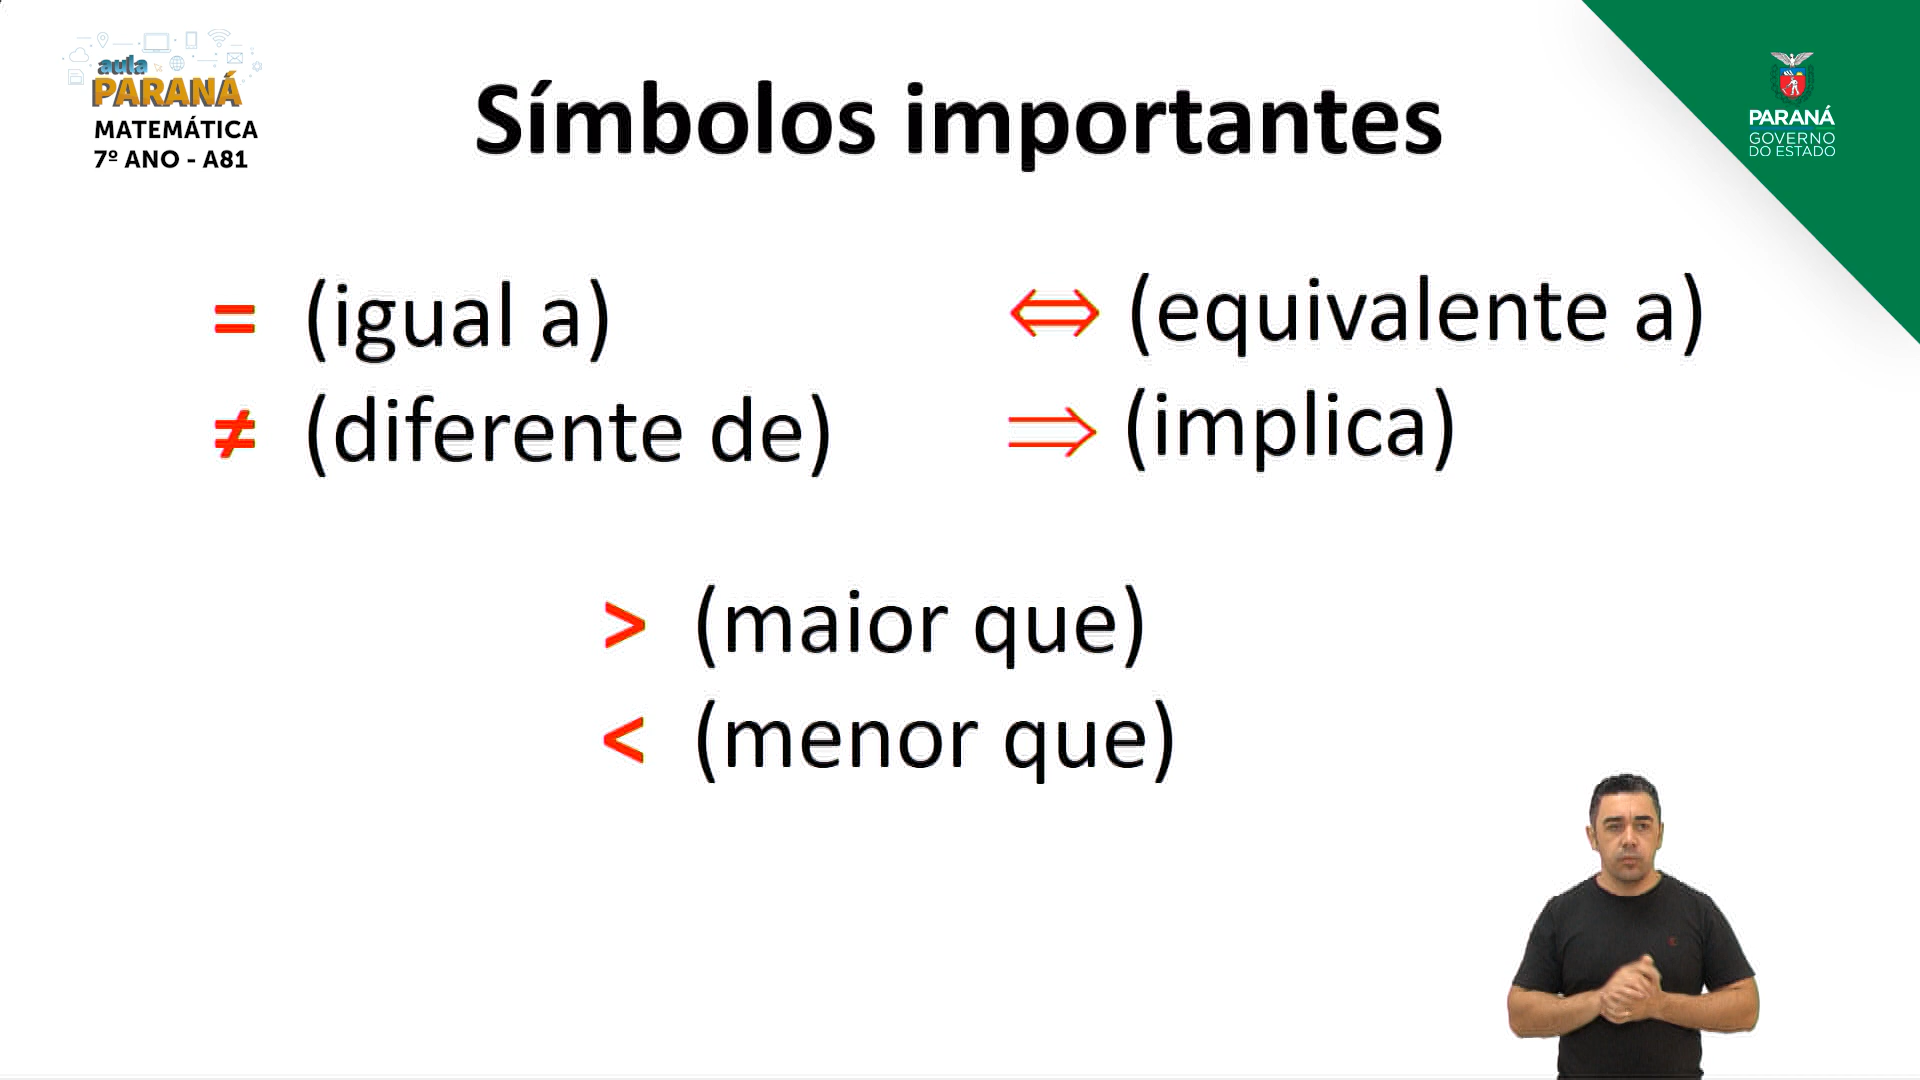 aula
PARANÁ
MATEMÁTICA
7º ANO - A81
Símbolos importantes
PARANÁ
GOVERNO
DO ESTADO
= (igual a)
≠ (diferente de)
⇔ (equivalente a)
⇒ (implica)
> (maior que)
< (menor que)